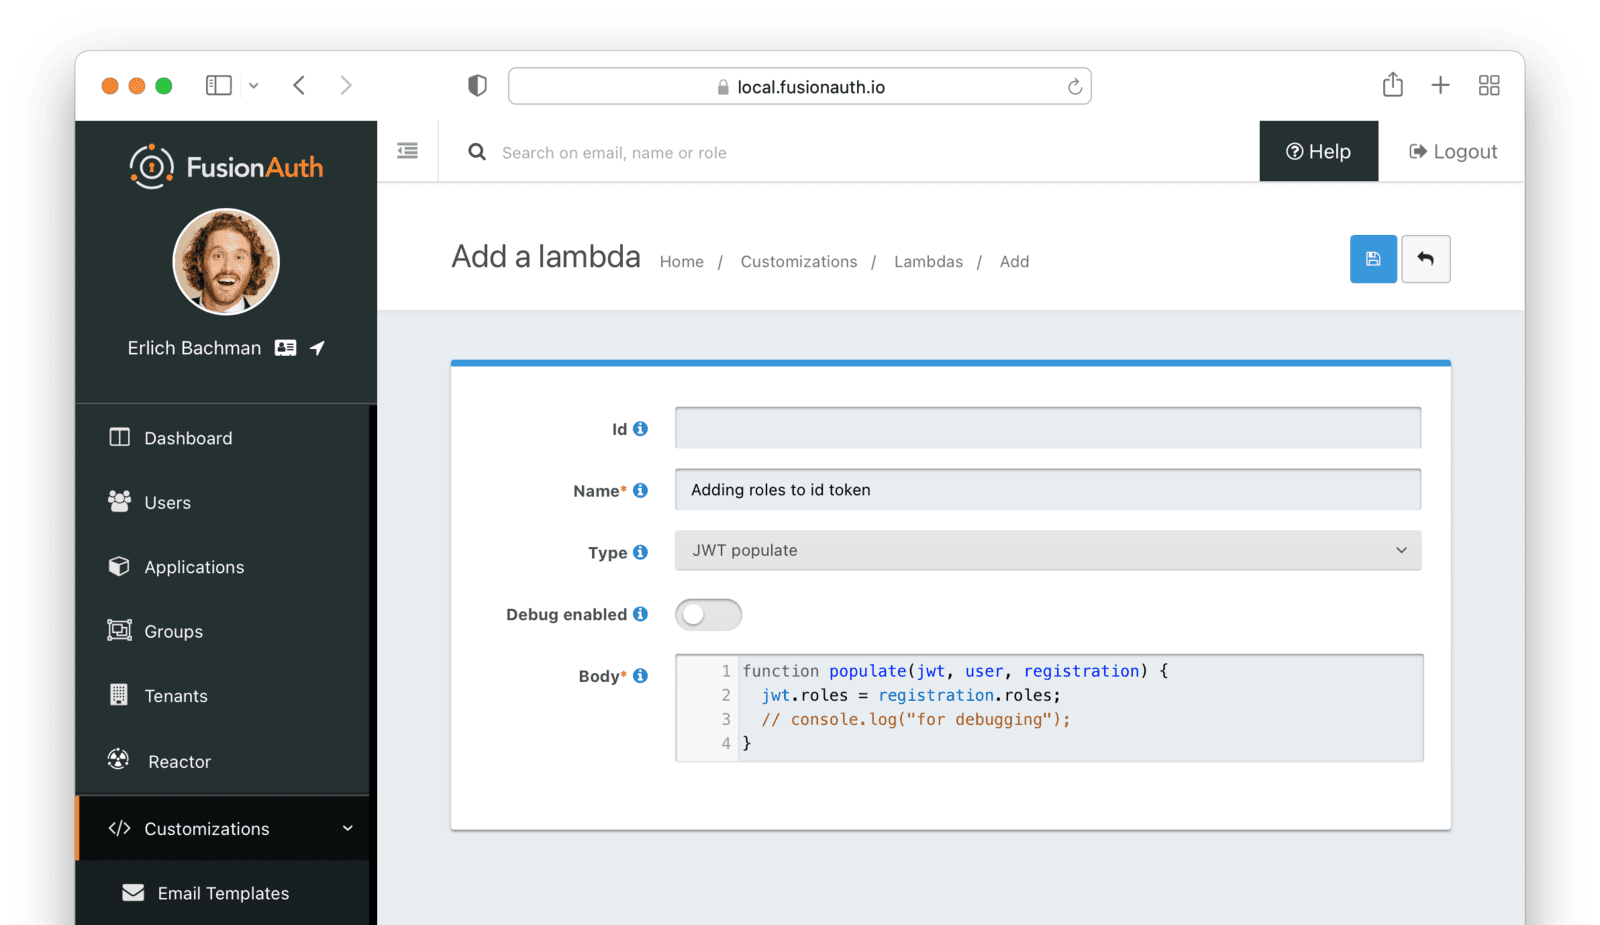 local.fusionauth.io
FusionAuth
Search on email, name or role
Help
Logout
Add a lambda
Home / Customizations / Lambdas / Add
Erlich Bachman
Dashboard
Users
Applications
Groups
Tenants
Reactor
Customizations
Email Templates
Id
Name* Adding roles to id token
Type JWT populate
Debug enabled
Body*
1 function populate(jwt, user, registration) {
2 jwt.roles = registration.roles;
3 // console.log("for debugging");
4 }